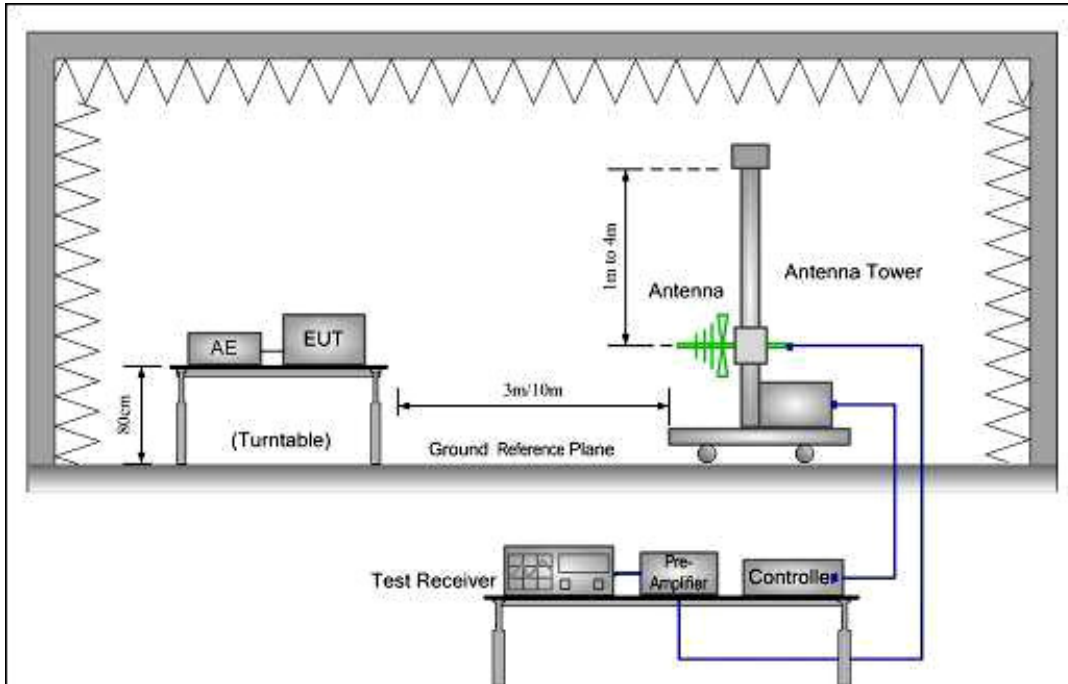 1m to 4m
Antenna
Antenna Tower
AE
EUT
80cm
(Turntable)
3m/10m
Ground Reference Plane
Test Receiver
Pre-
Amplifier
Controller